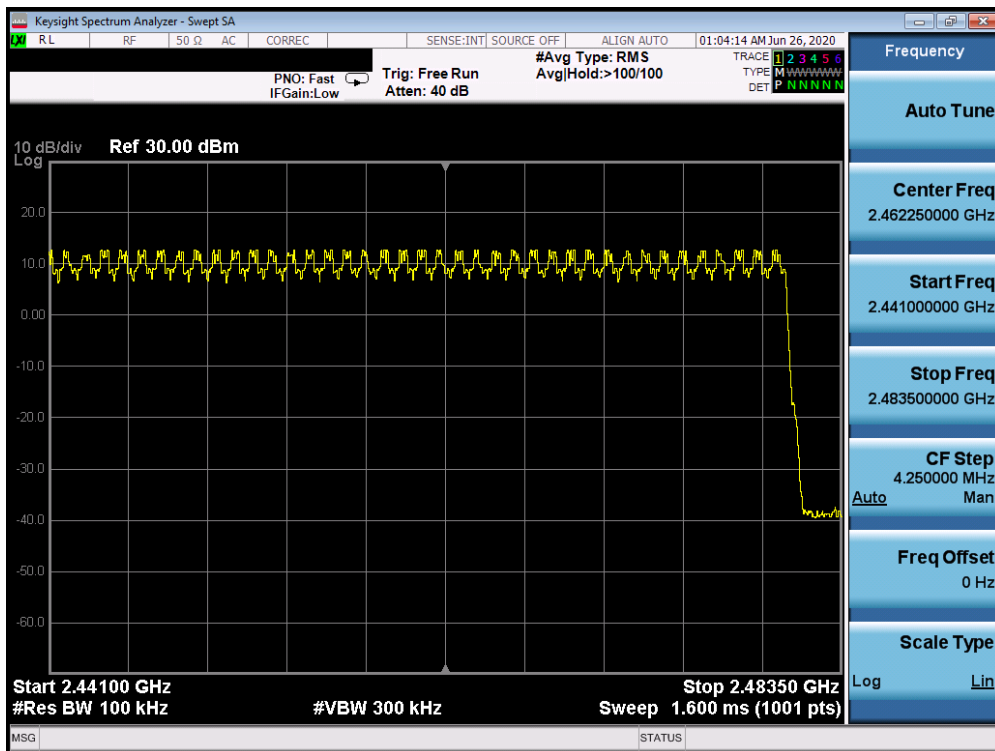 Keysight Spectrum Analyzer - Swept SA
LXI RL RF 50 Ω AC CORREC SENSE:INT SOURCE OFF ALIGN AUTO 01:04:14 AM Jun 26, 2020
PNO: Fast
IFGain:Low
Trig: Free Run
Atten: 40 dB
#Avg Type: RMS
Avg|Hold:>100/100
TRACE 1 2 3 4 5 6
TYPE M WWWWW
DET P N N N N N
10 dB/div Ref 30.00 dBm
Log
20.0
10.0
0.00
-10.0
-20.0
-30.0
-40.0
-50.0
-60.0
Start 2.44100 GHz Stop 2.48350 GHz
#Res BW 100 kHz #VBW 300 kHz Sweep 1.600 ms (1001 pts)
MSG STATUS
Frequency
Auto Tune
Center Freq
2.462250000 GHz
Start Freq
2.441000000 GHz
Stop Freq
2.483500000 GHz
CF Step
4.250000 MHz
Auto Man
Freq Offset
0 Hz
Scale Type
Log Lin